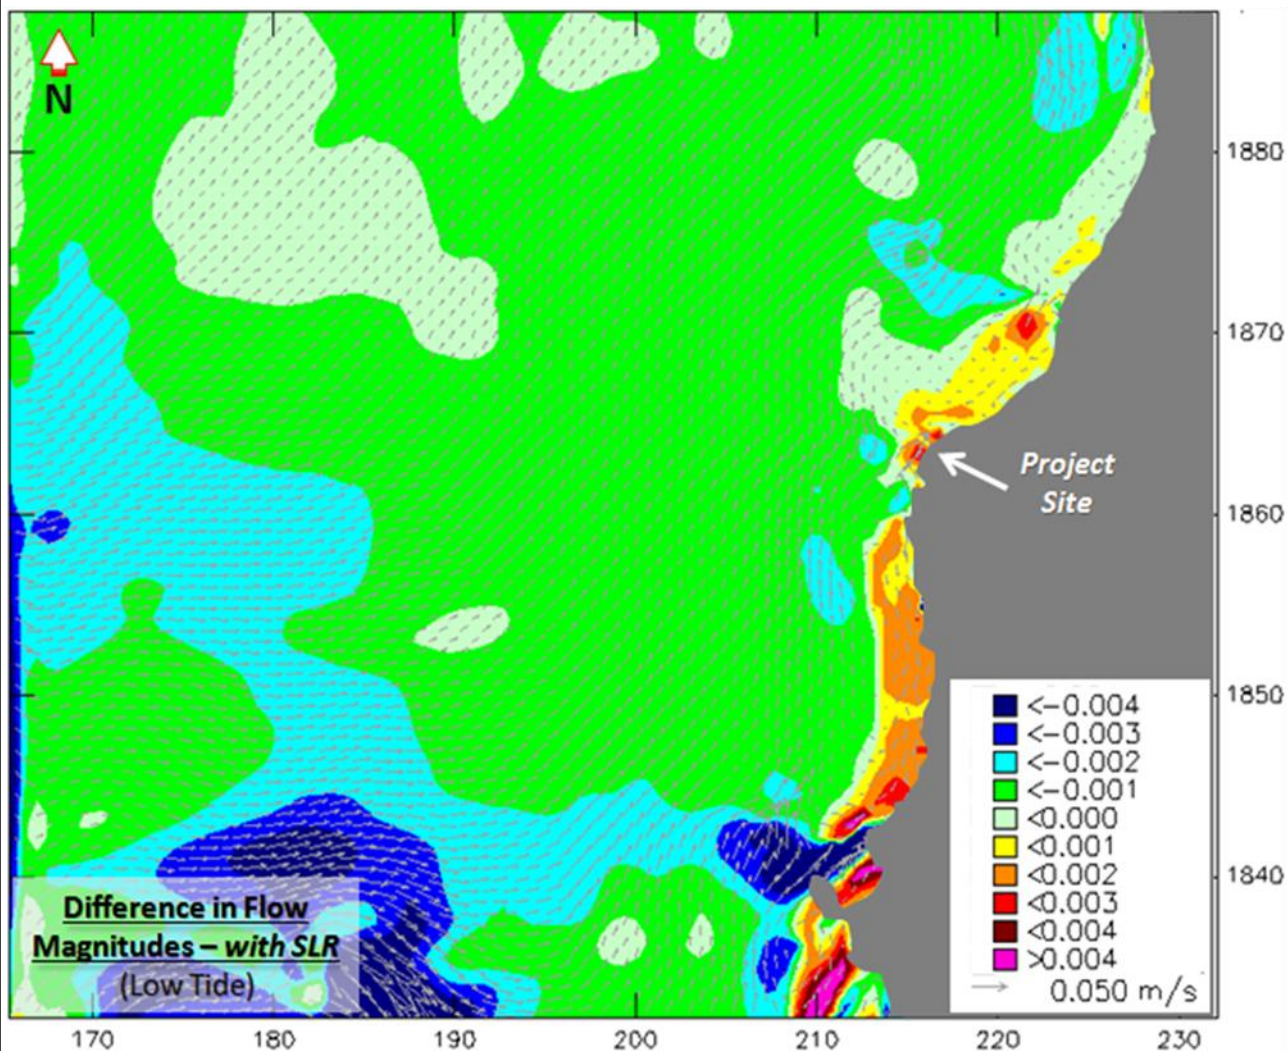 N
1880
1870
Project
Site
1860
1850
<-0.004
<-0.003
<-0.002
<-0.001
<0.000
<0.001
<0.002
<0.003
<0.004
>0.004
0.050 m/s
1840
Difference in Flow
Magnitudes – with SLR
(Low Tide)
170 180 190 200 210 220 230